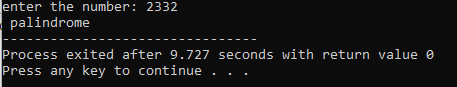 enter the number: 2332
palindrome
--------------------------------
Process exited after 9.727 seconds with return value 0
Press any key to continue . . .